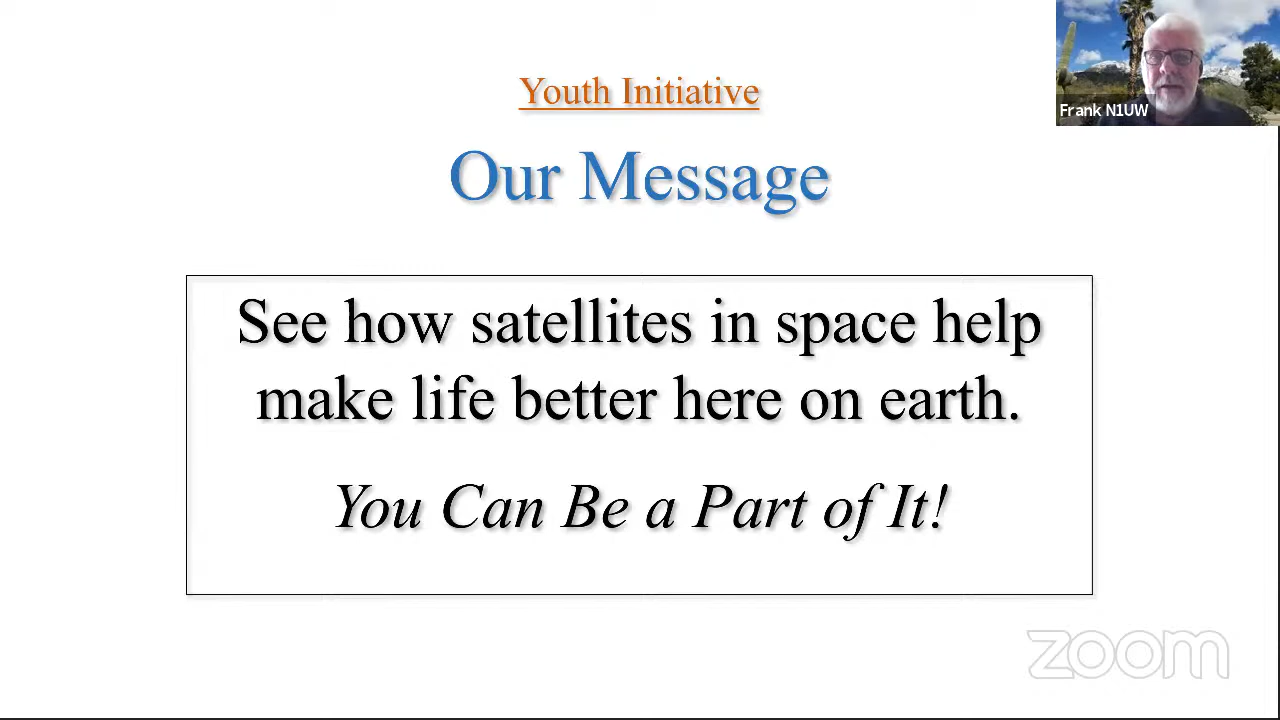 Youth Initiative
Our Message
See how satellites in space help
make life better here on earth.
You Can Be a Part of It!
Frank N1UW
zoom